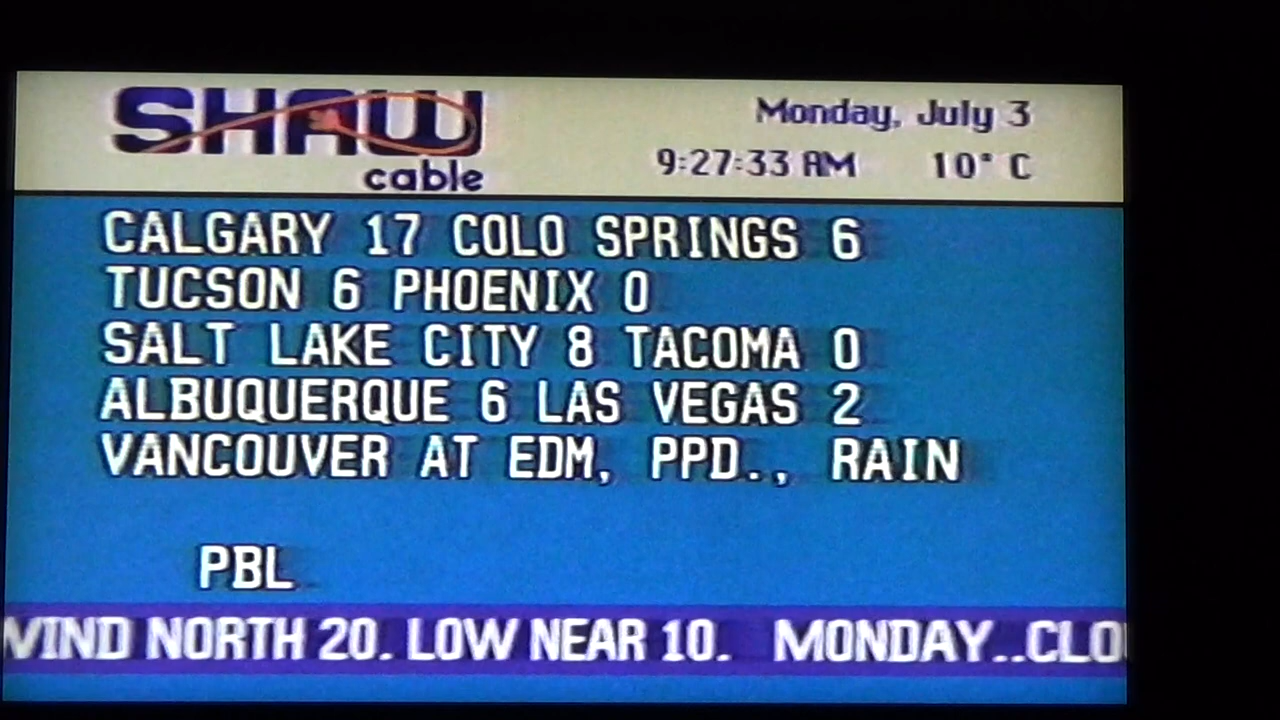 SHAW
cable
Monday, July 3
9:27:33 AM 10° C
CALGARY 17 COLO SPRINGS 6
TUCSON 6 PHOENIX 0
SALT LAKE CITY 8 TACOMA 0
ALBUQUERQUE 6 LAS VEGAS 2
VANCOUVER AT EDM, PPD., RAIN
PBL
WIND NORTH 20. LOW NEAR 10. MONDAY..CLO